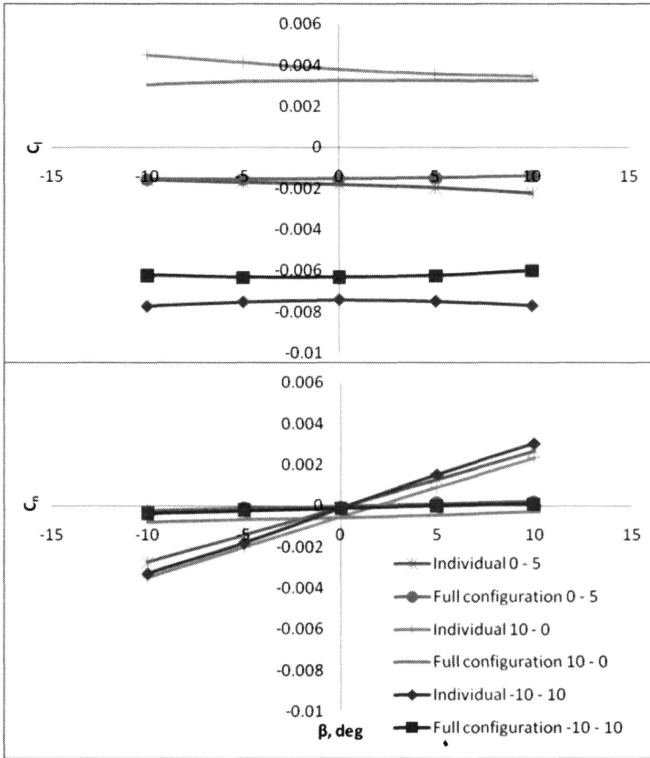 0.006
0.004
0.002
0
C_l
-15 -10 -5 0 5 10 15
-0.002
-0.004
-0.006
-0.008
-0.01
0.006
0.004
0.002
0
C_n
-15 -10 -5 0 5 10 15
-0.002
-0.004
-0.006
-0.008
-0.01
Individual 0 - 5
Full configuration 0 - 5
Individual 10 - 0
Full configuration 10 - 0
Individual -10 - 10
Full configuration -10 - 10
β, deg